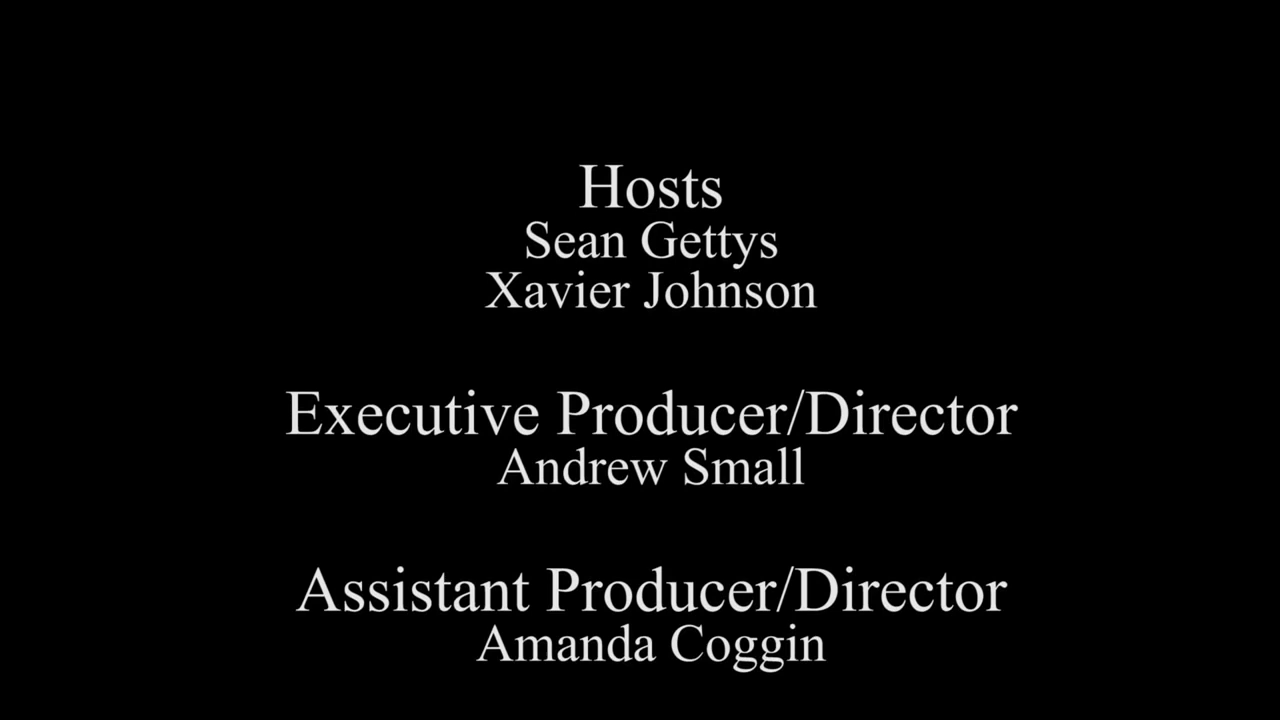 Hosts
Sean Gettys
Xavier Johnson
Executive Producer/Director
Andrew Small
Assistant Producer/Director
Amanda Coggin